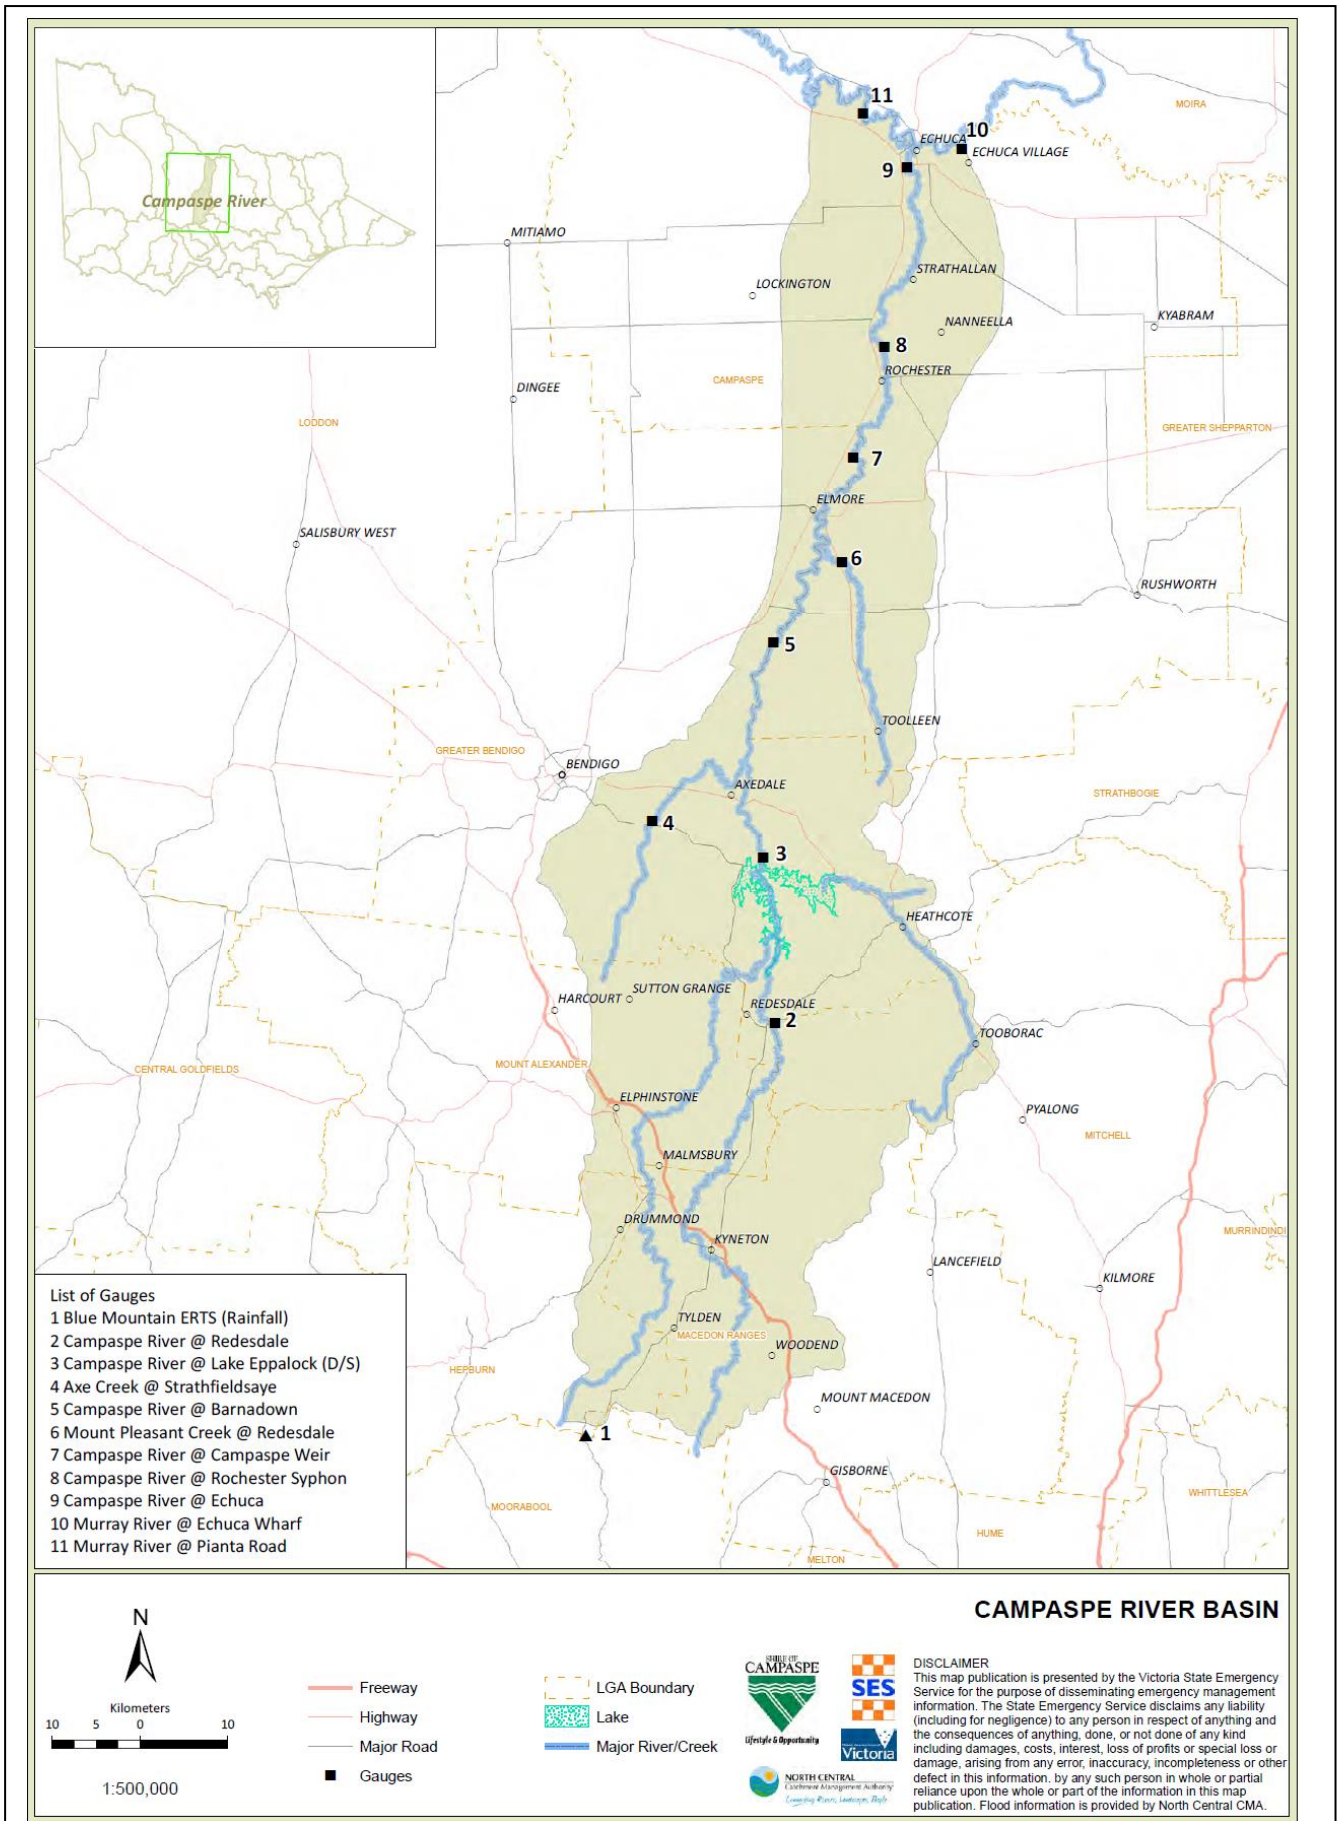 Campaspe River
11
MOIRA
ECHUCA
10
ECHUCA VILLAGE
9
MITIAMO
STRATHALLAN
LOCKINGTON
NANNEELLA
KYABRAM
8
ROCHESTER
CAMPASPE
DINGEE
LODDON
GREATER SHEPPARTON
7
ELMORE
SALISBURY WEST
6
RUSHWORTH
5
TOOLLEEN
GREATER BENDIGO
BENDIGO
AXEDALE
STRATHBOGIE
4
3
HEATHCOTE
SUTTON GRANGE
HARCOURT
REDESDALE
2
TOOBORAC
CENTRAL GOLDFIELDS
MOUNT ALEXANDER
ELPHINSTONE
PYALONG
MITCHELL
MALMSBURY
DRUMMOND
MURRINDINDI
KYNETON
LANCEFIELD
KILMORE
TYLDEN
MACEDON RANGES
WOODEND
HEPBURN
MOUNT MACEDON
1
GISBORNE
MOORABOOL
WHITTLESEA
HUME
MELTON
List of Gauges
1 Blue Mountain ERTS (Rainfall)
2 Campaspe River @ Redesdale
3 Campaspe River @ Lake Eppalock (D/S)
4 Axe Creek @ Strathfieldsaye
5 Campaspe River @ Barnadown
6 Mount Pleasant Creek @ Redesdale
7 Campaspe River @ Campaspe Weir
8 Campaspe River @ Rochester Syphon
9 Campaspe River @ Echuca
10 Murray River @ Echuca Wharf
11 Murray River @ Pianta Road
CAMPASPE RIVER BASIN
N
Kilometers
10 5 0 10
1:500,000
Freeway
Highway
Major Road
Gauges
LGA Boundary
Lake
Major River/Creek
SHIRE OF
CAMPASPE
Lifestyle & Opportunity
SES
Victoria
NORTH CENTRAL
Catchment Management Authority
Connecting Rivers, Landscapes, People
DISCLAIMER
This map publication is presented by the Victoria State Emergency
Service for the purpose of disseminating emergency management
information. The State Emergency Service disclaims any liability
(including for negligence) to any person in respect of anything and
the consequences of anything, done, or not done of any kind
including damages, costs, interest, loss of profits or special loss or
damage, arising from any error, inaccuracy, incompleteness or other
defect in this information. by any such person in whole or partial
reliance upon the whole or part of the information in this map
publication. Flood information is provided by North Central CMA.